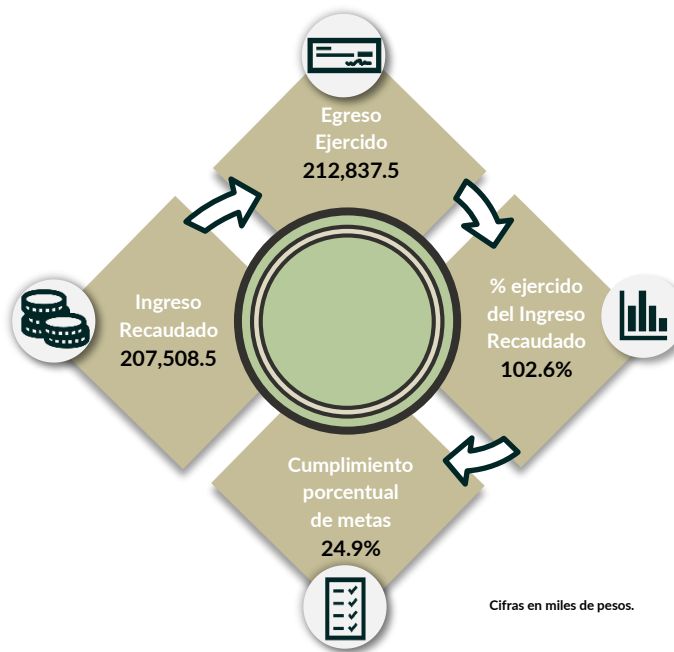 Egreso
Ejercido
212,837.5
Ingreso
Recaudado
207,508.5
% ejercido
del Ingreso
Recaudado
102.6%
Cumplimiento
porcentual
de metas
24.9%
Cifras en miles de pesos.